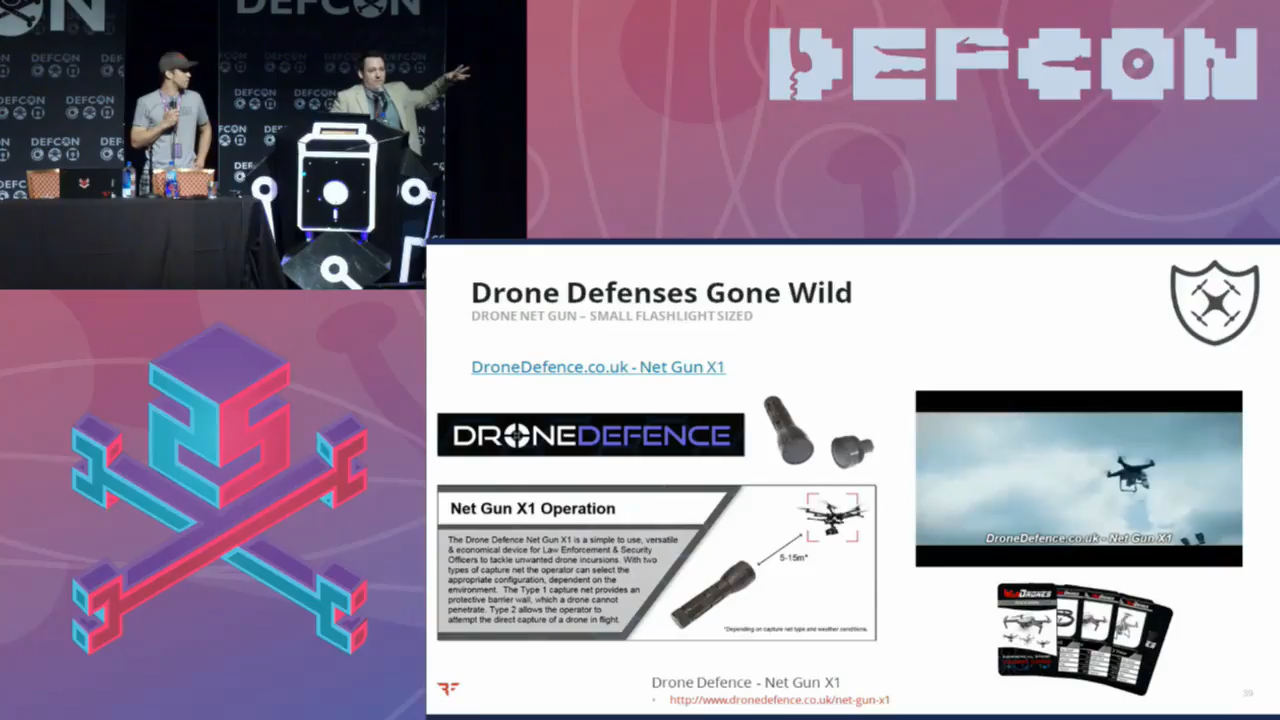 DEFCON
DEFCON
Drone Defenses Gone Wild
DRONE NET GUN – SMALL FLASHLIGHT SIZED
DroneDefence.co.uk - Net Gun X1
DRONEDEFENCE
Net Gun X1 Operation
The Drone Defence Net Gun X1 is a simple to use, versatile
& economical device for Law Enforcement & Security
Officers to tackle unwanted drone incursions. With two
types of capture net the operator can select the
appropriate configuration, dependent on the
environment. The Type 1 capture net provides an
protective barrier wall, which a drone cannot
penetrate. Type 2 allows the operator to
attempt the direct capture of a drone in flight.
5-15m*
*Depending on capture net type and weather conditions.
DroneDefence.co.uk - Net Gun X1
Drone Defence - Net Gun X1
• http://www.dronedefence.co.uk/net-gun-x1
39